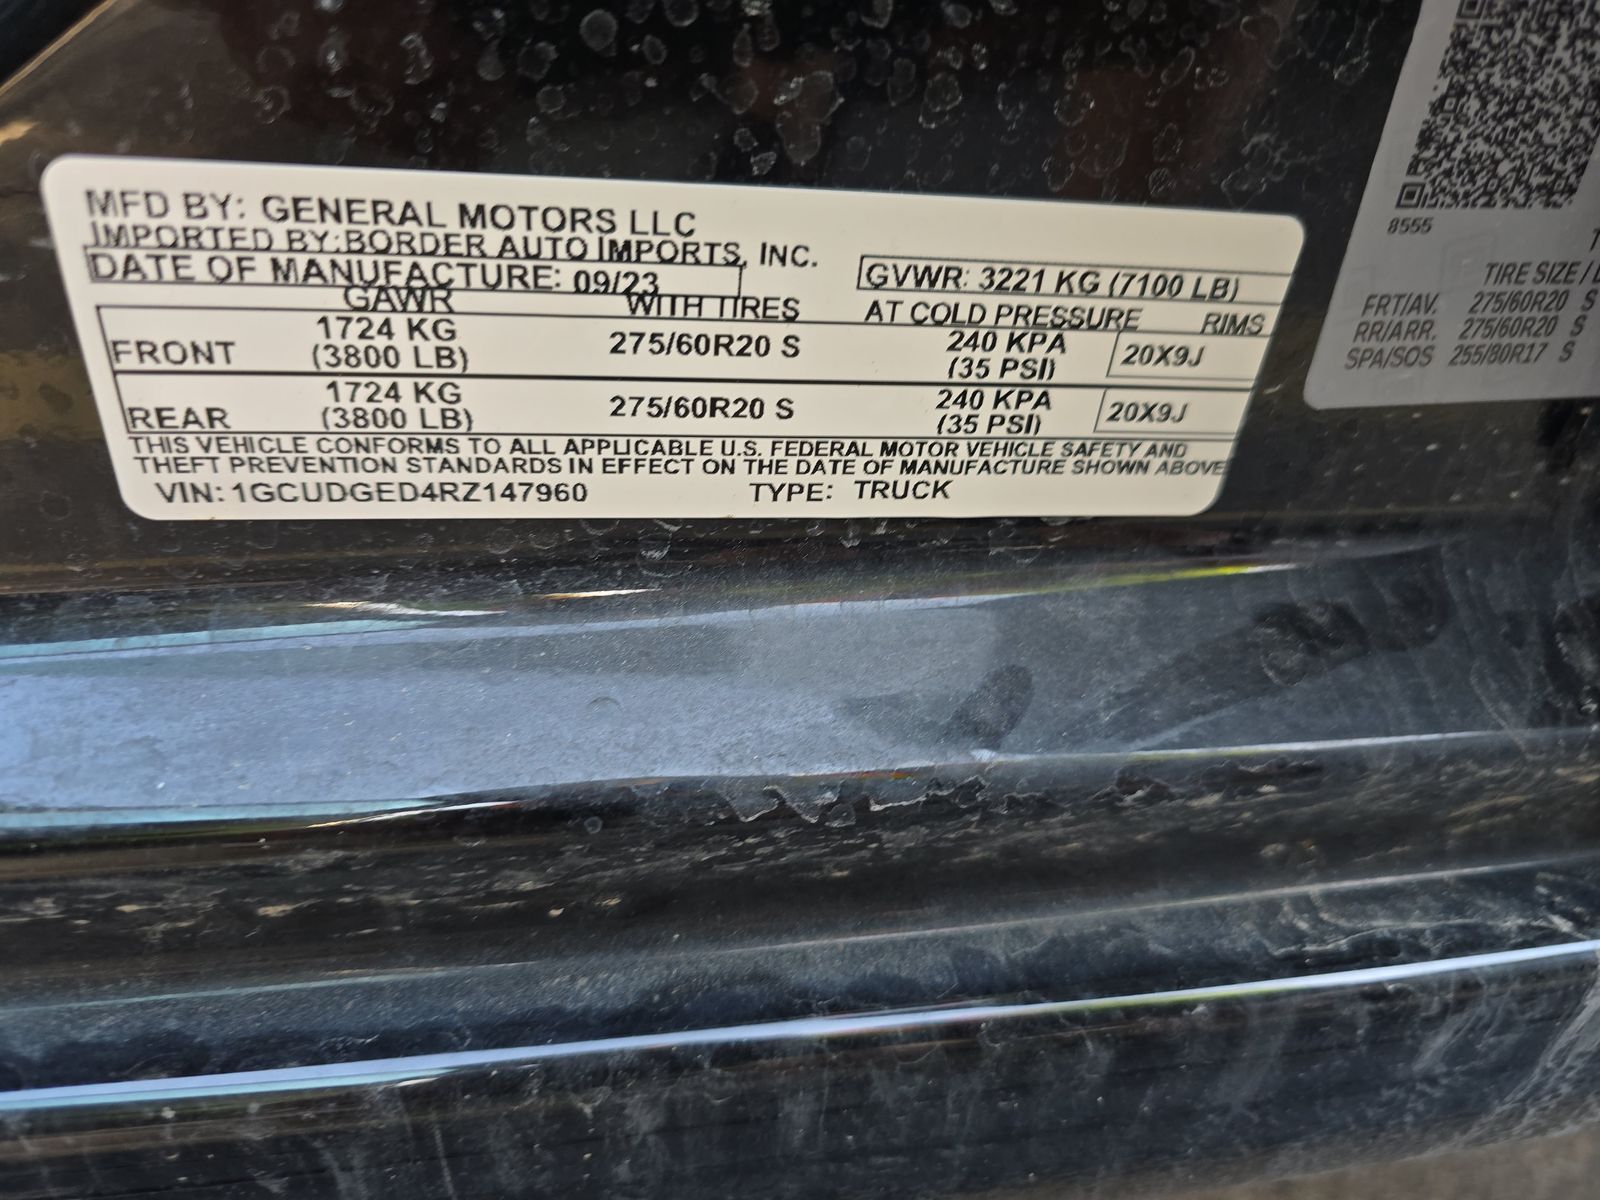 MFD BY: GENERAL MOTORS LLC
IMPORTED BY:BORDER AUTO IMPORTS, INC.
DATE OF MANUFACTURE: 09/23
GVWR: 3221 KG (7100 LB)
GAWR WITH TIRES AT COLD PRESSURE RIMS
FRONT 1724 KG (3800 LB) 275/60R20 S 240 KPA (35 PSI) 20X9J
REAR 1724 KG (3800 LB) 275/60R20 S 240 KPA (35 PSI) 20X9J
THIS VEHICLE CONFORMS TO ALL APPLICABLE U.S. FEDERAL MOTOR VEHICLE SAFETY AND
THEFT PREVENTION STANDARDS IN EFFECT ON THE DATE OF MANUFACTURE SHOWN ABOVE
VIN: 1GCUDGED4RZ147960 TYPE: TRUCK
8555
TIRE SIZE /
FRT/AV. 275/60R20 S
RR/ARR. 275/60R20 S
SPA/SOS 255/80R17 S